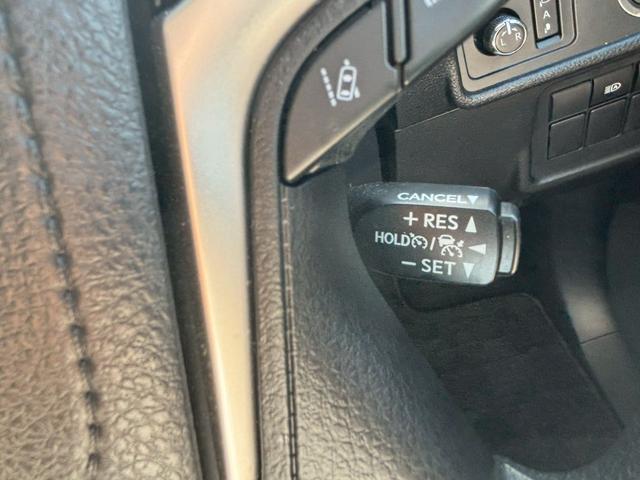 L R
A
CANCEL▼
+ RES ▲
HOLD / ◄
− SET ▼